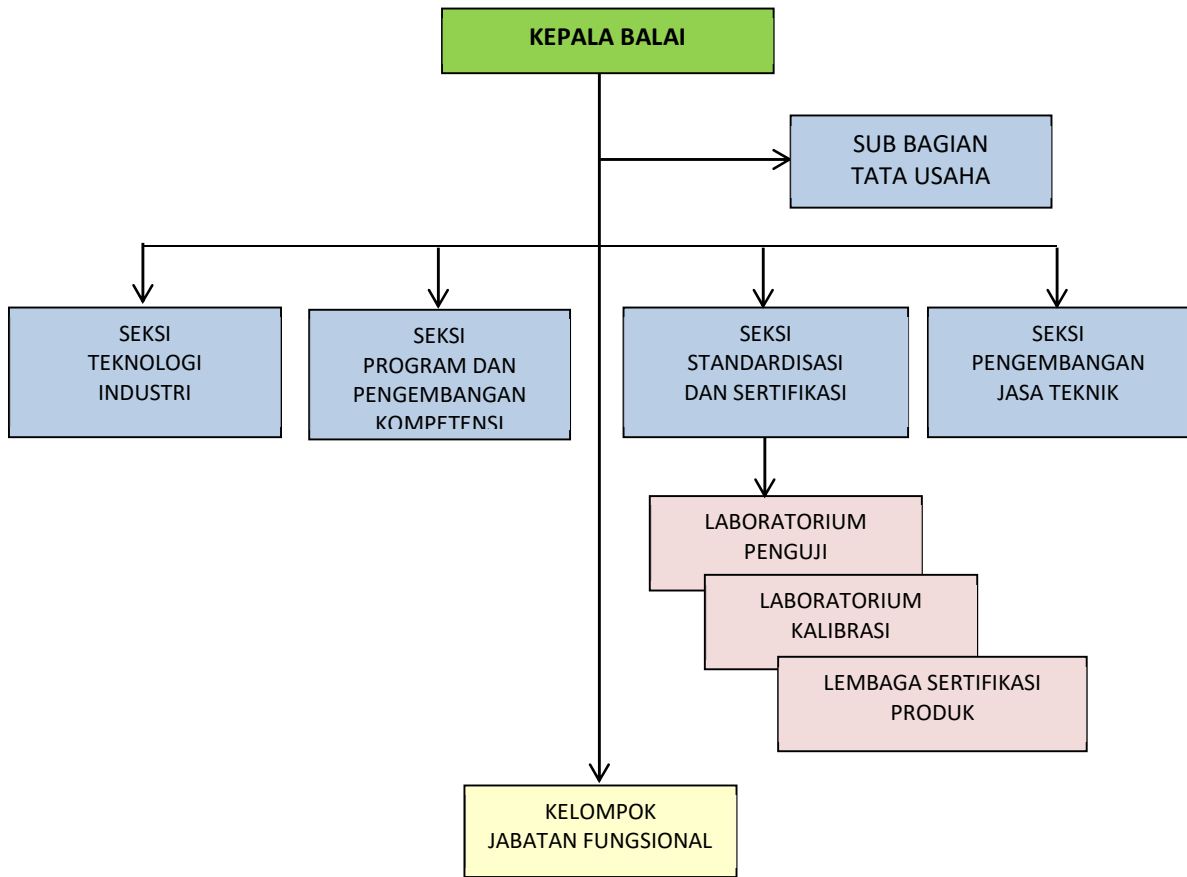 KEPALA BALAI
SUB BAGIAN
TATA USAHA
SEKSI
TEKNOLOGI
INDUSTRI
SEKSI
PROGRAM DAN
PENGEMBANGAN
KOMPETENSI
SEKSI
STANDARDISASI
DAN SERTIFIKASI
SEKSI
PENGEMBANGAN
JASA TEKNIK
LABORATORIUM
PENGUJI
LABORATORIUM
KALIBRASI
LEMBAGA SERTIFIKASI
PRODUK
KELOMPOK
JABATAN FUNGSIONAL